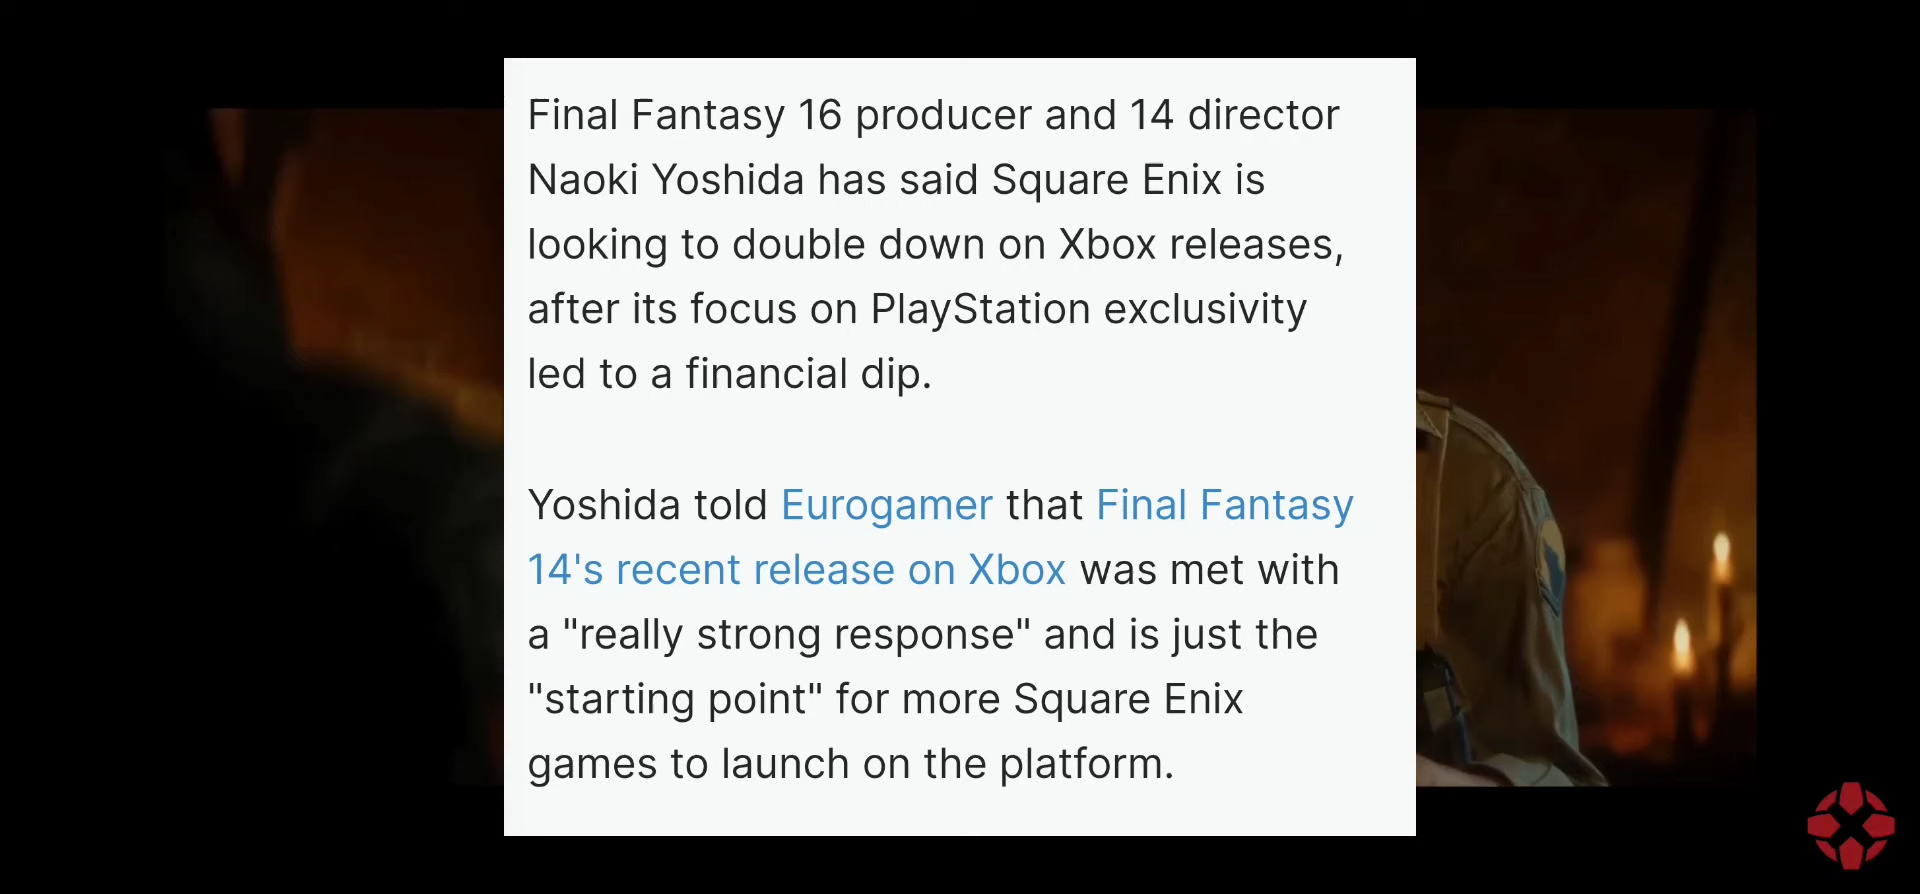 Final Fantasy 16 producer and 14 director
Naoki Yoshida has said Square Enix is
looking to double down on Xbox releases,
after its focus on PlayStation exclusivity
led to a financial dip.
Yoshida told Eurogamer that Final Fantasy
14's recent release on Xbox was met with
a "really strong response" and is just the
"starting point" for more Square Enix
games to launch on the platform.